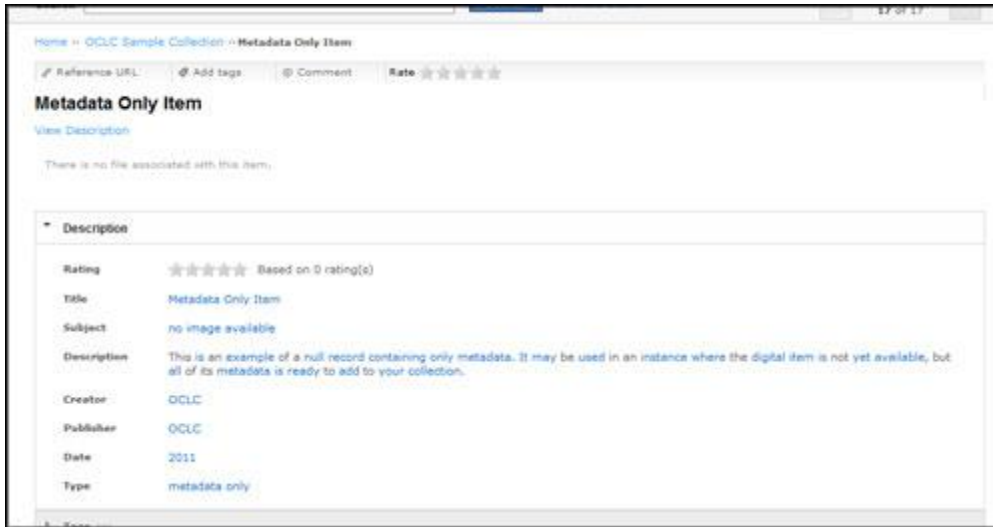 17 of 17
Home » OCLC Sample Collection » Metadata Only Item
Reference URL Add tags Comment Rate
Metadata Only Item
View Description
There is no file associated with this item.
Description
Rating Based on 0 rating(s)
Title Metadata Only Item
Subject no image available
Description This is an example of a null record containing only metadata. It may be used in an instance where the digital item is not yet available, but
all of its metadata is ready to add to your collection.
Creator OCLC
Publisher OCLC
Date 2011
Type metadata only